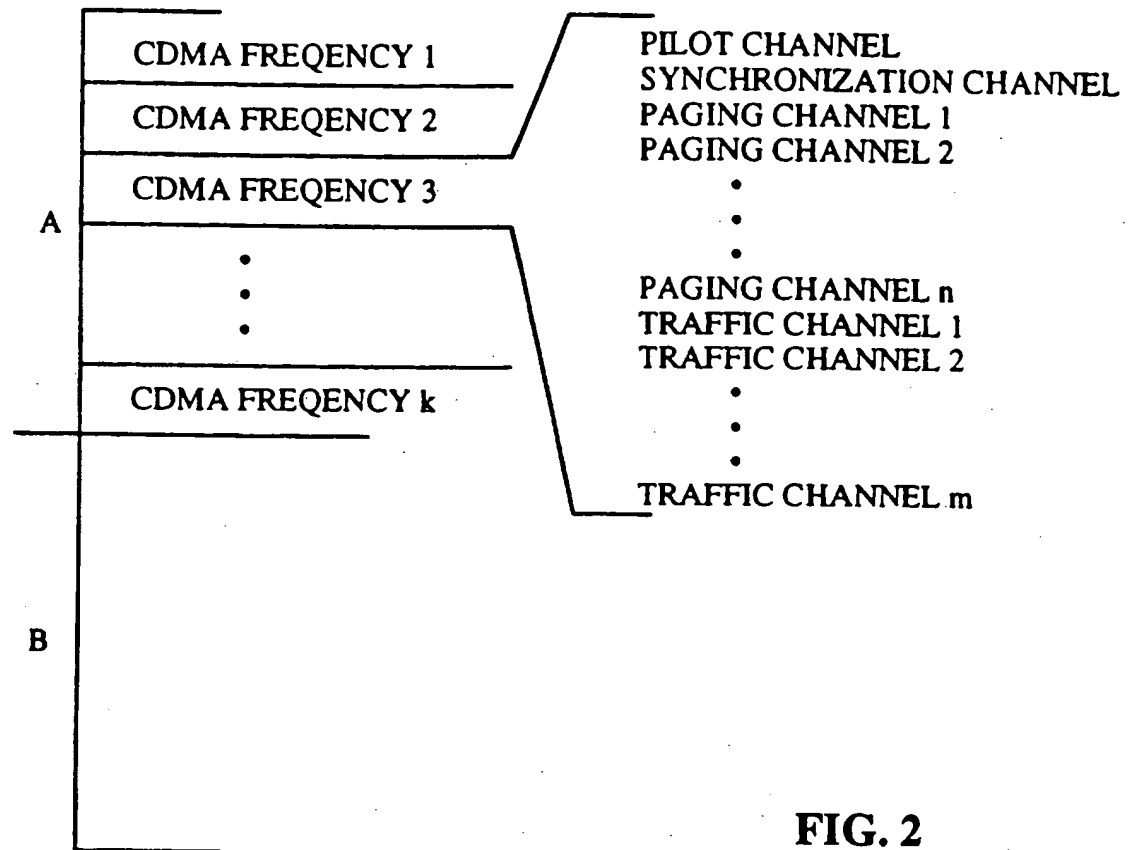 CDMA FREQENCY 1
CDMA FREQENCY 2
CDMA FREQENCY 3
A
CDMA FREQENCY k
B
PILOT CHANNEL
SYNCHRONIZATION CHANNEL
PAGING CHANNEL 1
PAGING CHANNEL 2
PAGING CHANNEL n
TRAFFIC CHANNEL 1
TRAFFIC CHANNEL 2
TRAFFIC CHANNEL m
FIG. 2